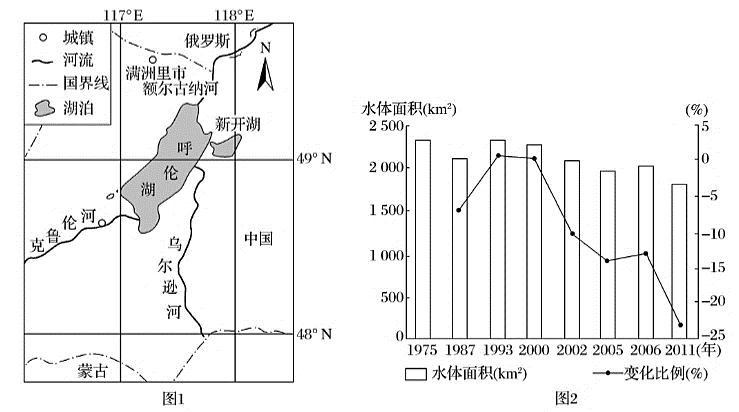 117°E 118°E
城镇
河流
国界线
湖泊
俄罗斯
N
满洲里市
额尔古纳河
新开湖
呼伦湖
49° N
克鲁伦河
乌尔逊河
中国
48° N
蒙古
图1
水体面积(km²) (%)
2 500 5
2 000 0
1 500 −5
1 000 −10
500 −15
0 −20
−25
1975 1987 1993 2000 2002 2005 2006 2011(年)
水体面积(km²) 变化比例(%)
图2